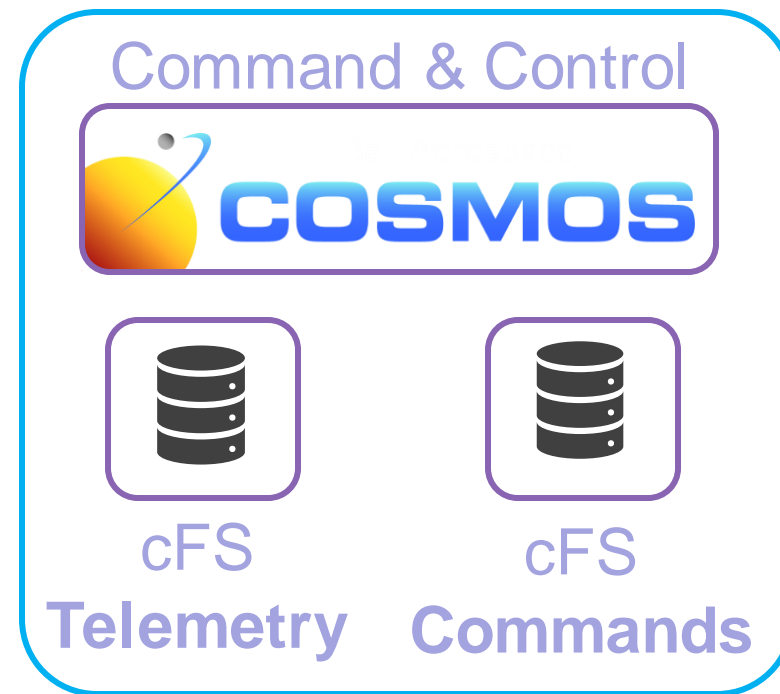 Command & Control
COSMOS
cFS
Telemetry
cFS
Commands